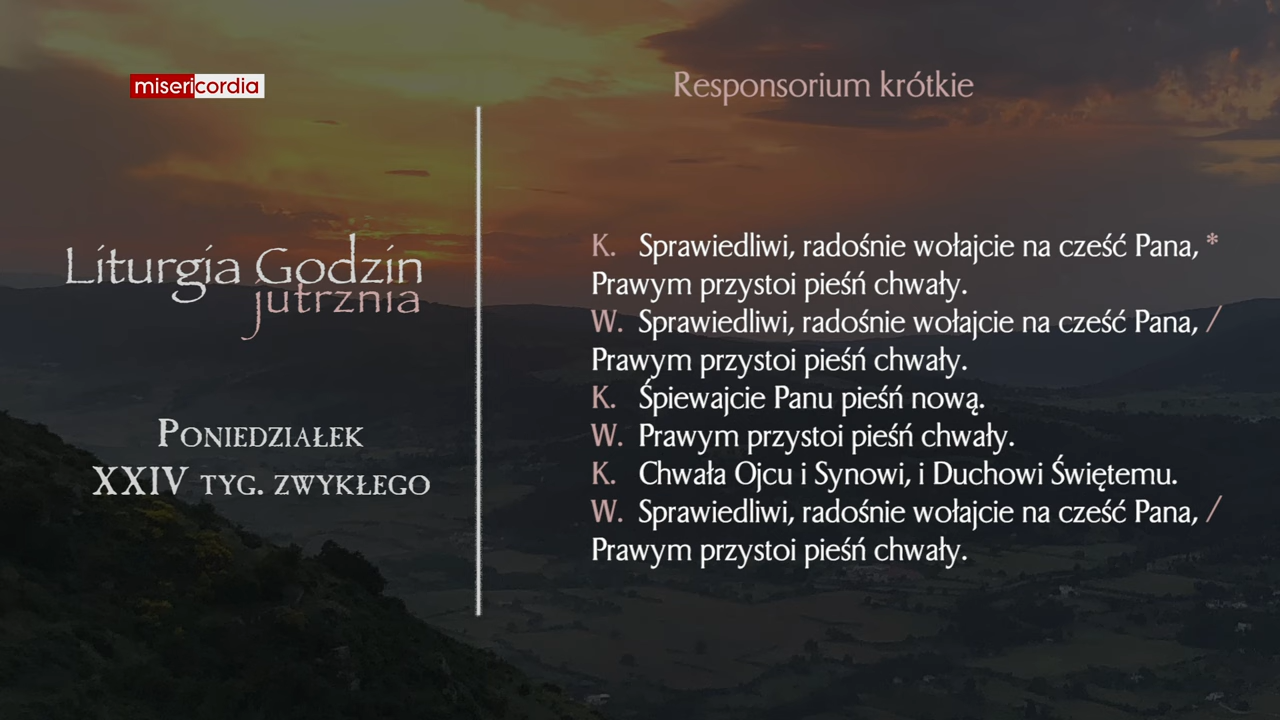 misericordia
Responsorium krótkie
Liturgia Godzin
jutrznia
Poniedziałek
XXIV tyg. zwykłego
K. Sprawiedliwi, radośnie wołajcie na cześć Pana, *
Prawym przystoi pieśń chwały.
W. Sprawiedliwi, radośnie wołajcie na cześć Pana, /
Prawym przystoi pieśń chwały.
K. Śpiewajcie Panu pieśń nową.
W. Prawym przystoi pieśń chwały.
K. Chwała Ojcu i Synowi, i Duchowi Świętemu.
W. Sprawiedliwi, radośnie wołajcie na cześć Pana, /
Prawym przystoi pieśń chwały.